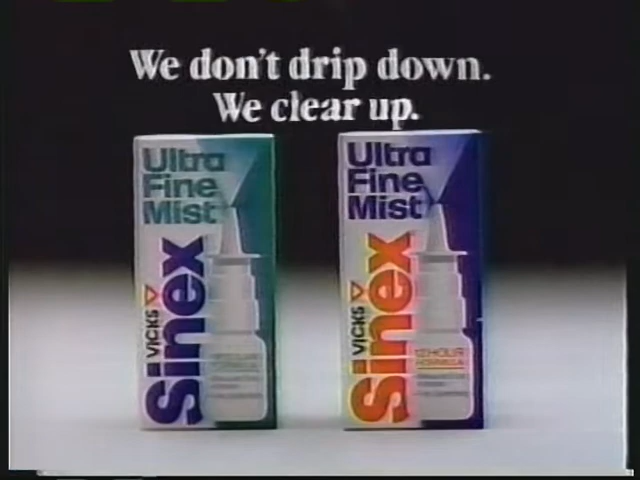 We don't drip down.
We clear up.
Ultra
Fine
Mist
VICKS
Sinex
Ultra
Fine
Mist
VICKS
Sinex
12 HOUR
FORMULA